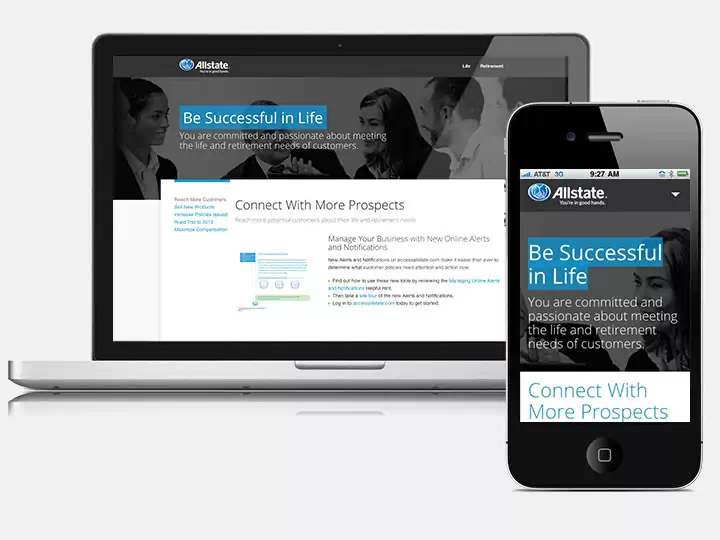 Allstate.
You're in good hands.
Life
Retirement
Be Successful in Life
You are committed and passionate about meeting
the life and retirement needs of customers.
Reach More Customers
Sell New Products
Increase Policies Issued
Road Trip to 2013
Maximize Compensation
Connect With More Prospects
Reach more potential customers about their life and retirement needs
Manage Your Business with New Online Alerts
and Notifications
New Alerts and Notifications on accessallstate.com make it easier than ever to
determine what customer policies need attention and action now.
Find out how to use these new tools by reviewing the Managing Online Alerts
and Notifications Helpful Hint.
Then take a site tour of the new Alerts and Notifications.
Log in to accessallstate.com today to get started.
AT&T 3G
9:27 AM
Allstate.
You're in good hands.
Be Successful
in Life
You are committed and
passionate about meeting
the life and retirement
needs of customers.
Connect With
More Prospects